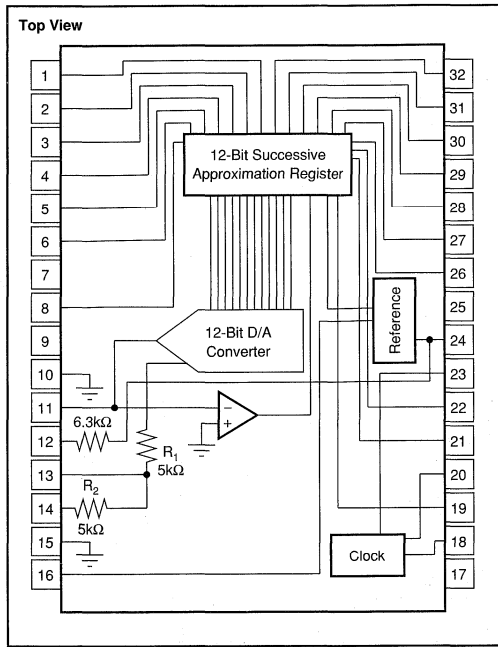 Top View
1
2
3
4
5
6
7
8
9
10
11
12
13
14
15
16
32
31
30
29
28
27
26
25
24
23
22
21
20
19
18
17
12-Bit Successive
Approximation Register
12-Bit D/A
Converter
Reference
6.3kΩ
R1
5kΩ
R2
5kΩ
−
+
Clock